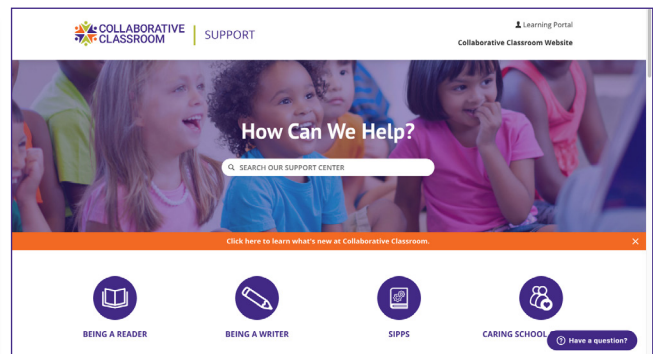 COLLABORATIVE
CLASSROOM
SUPPORT
Learning Portal
Collaborative Classroom Website
How Can We Help?
SEARCH OUR SUPPORT CENTER
Click here to learn what's new at Collaborative Classroom.
BEING A READER
BEING A WRITER
SIPPS
CARING SCHOOL
Have a question?